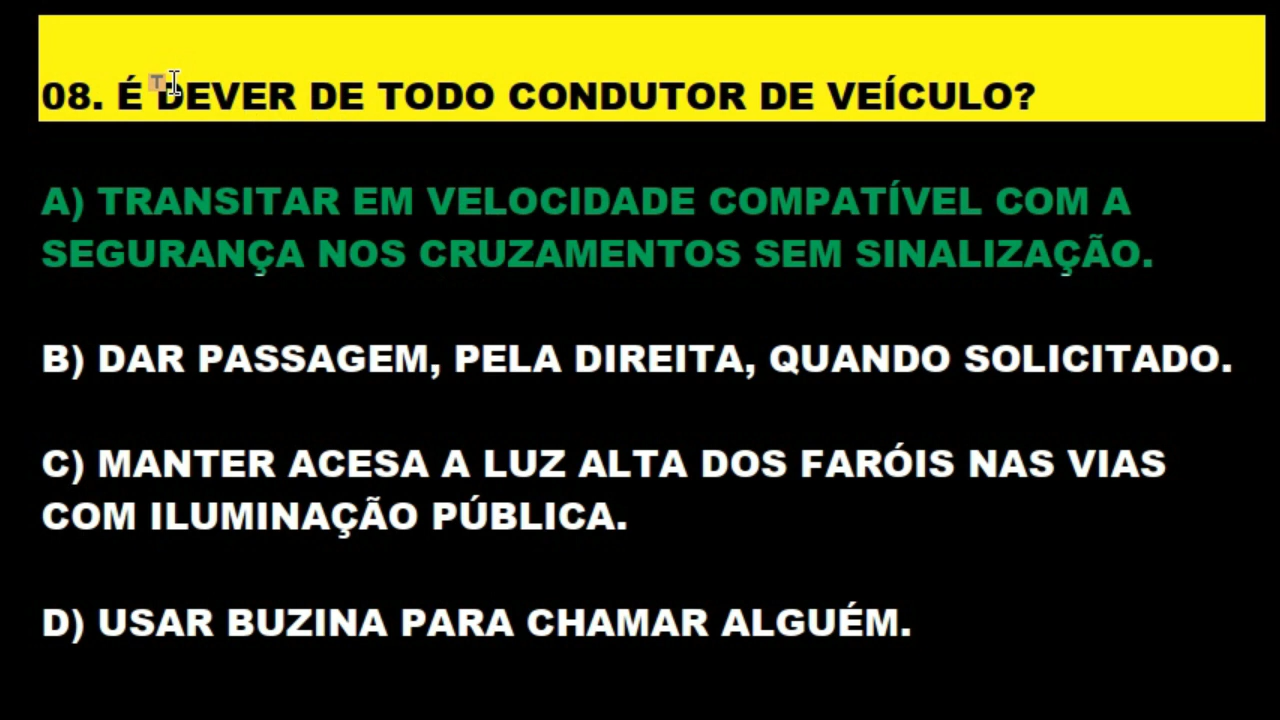 08. É DEVER DE TODO CONDUTOR DE VEÍCULO?
A) TRANSITAR EM VELOCIDADE COMPATÍVEL COM A
SEGURANÇA NOS CRUZAMENTOS SEM SINALIZAÇÃO.
B) DAR PASSAGEM, PELA DIREITA, QUANDO SOLICITADO.
C) MANTER ACESA A LUZ ALTA DOS FARÓIS NAS VIAS
COM ILUMINAÇÃO PÚBLICA.
D) USAR BUZINA PARA CHAMAR ALGUÉM.